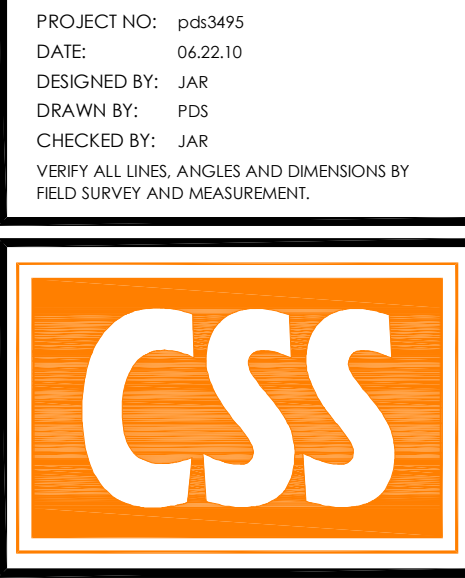 PROJECT NO: pds3495
DATE: 06.22.10
DESIGNED BY: JAR
DRAWN BY: PDS
CHECKED BY: JAR
VERIFY ALL LINES, ANGLES AND DIMENSIONS BY
FIELD SURVEY AND MEASUREMENT.
CSS